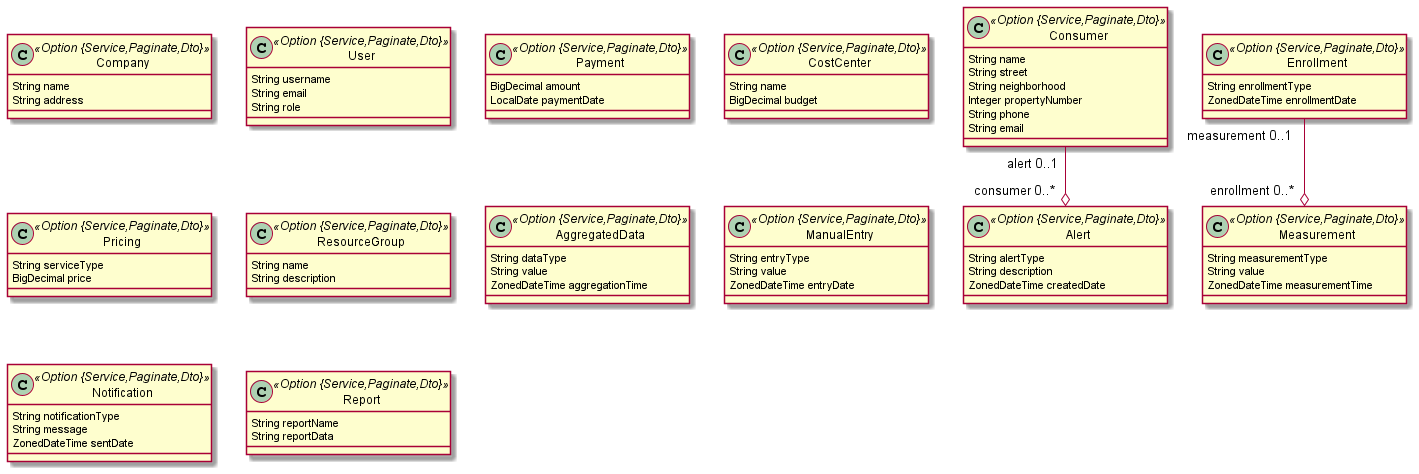 C «Option {Service,Paginate,Dto}»
Company
String name
String address
C «Option {Service,Paginate,Dto}»
User
String username
String email
String role
C «Option {Service,Paginate,Dto}»
Payment
BigDecimal amount
LocalDate paymentDate
C «Option {Service,Paginate,Dto}»
CostCenter
String name
BigDecimal budget
C «Option {Service,Paginate,Dto}»
Consumer
String name
String street
String neighborhood
Integer propertyNumber
String phone
String email
C «Option {Service,Paginate,Dto}»
Enrollment
String enrollmentType
ZonedDateTime enrollmentDate
measurement 0..1
alert 0..1
consumer 0..*
enrollment 0..*
C «Option {Service,Paginate,Dto}»
Pricing
String serviceType
BigDecimal price
C «Option {Service,Paginate,Dto}»
ResourceGroup
String name
String description
C «Option {Service,Paginate,Dto}»
AggregatedData
String dataType
String value
ZonedDateTime aggregationTime
C «Option {Service,Paginate,Dto}»
ManualEntry
String entryType
String value
ZonedDateTime entryDate
C «Option {Service,Paginate,Dto}»
Alert
String alertType
String description
ZonedDateTime createdDate
C «Option {Service,Paginate,Dto}»
Measurement
String measurementType
String value
ZonedDateTime measurementTime
C «Option {Service,Paginate,Dto}»
Notification
String notificationType
String message
ZonedDateTime sentDate
C «Option {Service,Paginate,Dto}»
Report
String reportName
String reportData